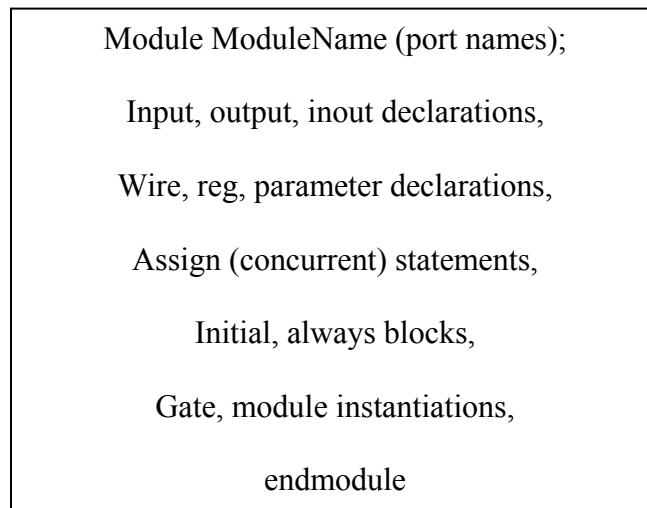 Module ModuleName (port names);
Input, output, inout declarations,
Wire, reg, parameter declarations,
Assign (concurrent) statements,
Initial, always blocks,
Gate, module instantiations,
endmodule